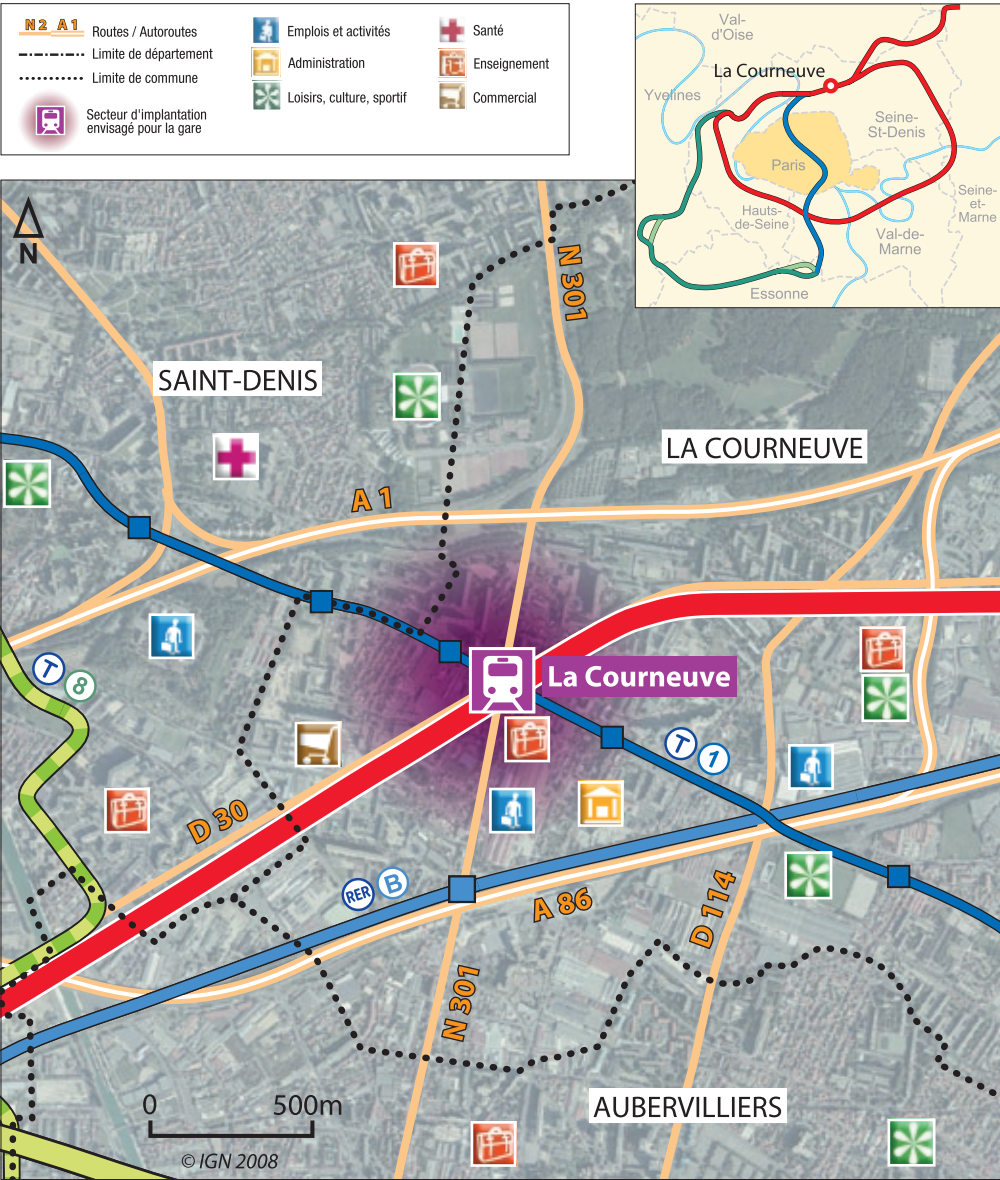 N 2 A 1 Routes / Autoroutes
Limite de département
Limite de commune
Secteur d'implantation
envisagé pour la gare
Emplois et activités
Administration
Loisirs, culture, sportif
Santé
Enseignement
Commercial
Val-
d'Oise
La Courneuve
Yvelines
Seine-
St-Denis
Paris
Hauts-
de-Seine
Seine-
et-
Marne
Val-de-
Marne
Essonne
N
N 301
SAINT-DENIS
LA COURNEUVE
A 1
T 8
La Courneuve
T 1
D 30
RER B
A 86
D 114
N 301
AUBERVILLIERS
0 500m
© IGN 2008